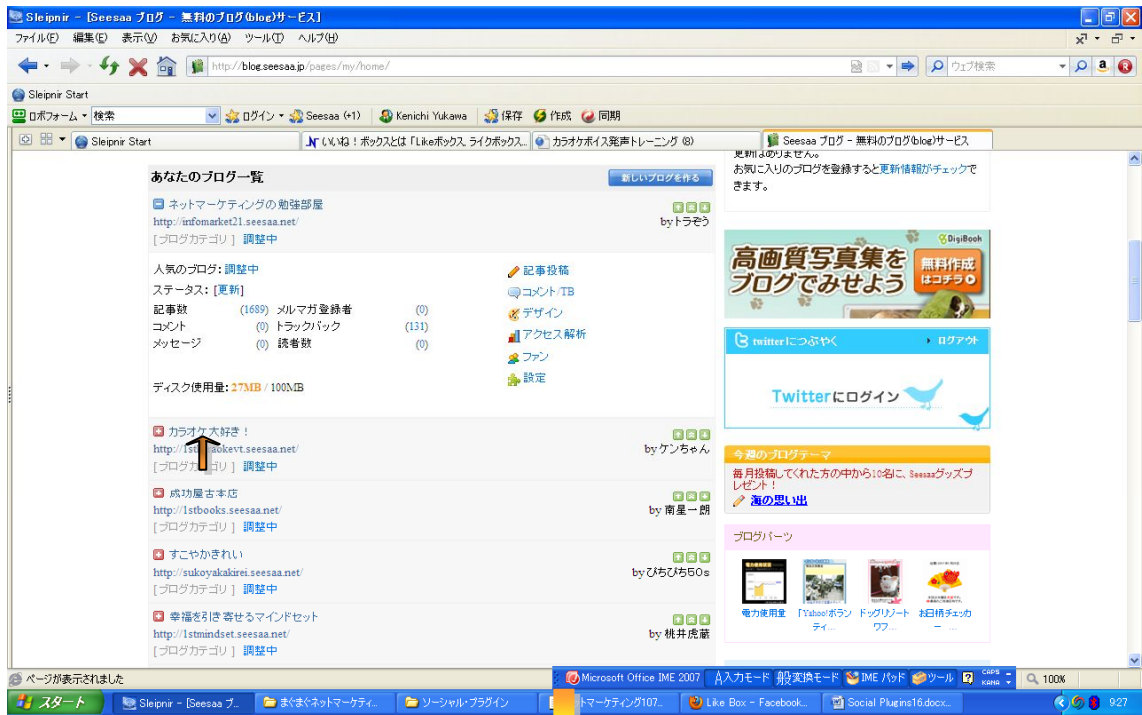 Sleipnir - [Seesaa ブログ - 無料のブログ(blog)サービス]
ファイル(F) 編集(E) 表示(V) お気に入り(A) ツール(T) ヘルプ(H)
http://blog.seesaa.jp/pages/my/home/
ウェブ検索
Sleipnir Start
ロボフォーム 検索 ログイン Seesaa (+1) Kenichi Yukawa 保存 作成 同期
Sleipnir Start
いいね!ボックスとは「Likeボックス, ライクボックス...
カラオケボイス発声トレーニング (8)
Seesaa ブログ - 無料のブログ(blog)サービス
更新はありません。
お気に入りのブログを登録すると更新情報がチェックで
きます。
あなたのブログ一覧
新しいブログを作る
ネットマーケティングの勉強部屋
http://infomarket21.seesaa.net/
byトラぞう
[ブログカテゴリ] 調整中
人気のブログ: 調整中
ステータス: [更新]
記事数 (1689) メルマガ登録者 (0)
コメント (0) トラックバック (131)
メッセージ (0) 読者数 (0)
ディスク使用量: 27MB / 100MB
記事投稿
コメント/TB
デザイン
アクセス解析
ファン
設定
カラオケ大好き!
byケンちゃん
[ブログカテゴリ] 調整中
成功屋古本店
http://1stbooks.seesaa.net/
by 南星一朗
[ブログカテゴリ] 調整中
すこやかきれい
http://sukoyakakirei.seesaa.net/
byぴちぴち50s
[ブログカテゴリ] 調整中
幸福を引き寄せるマインドセット
http://1stmindset.seesaa.net/
by 桃井虎蔵
[ブログカテゴリ] 調整中
DigiBook
高画質写真集を
ブログでみせよう
無料作成
はコチラ
twitterにつぶやく
ログアウト
Twitterにログイン
今週のブログテーマ
毎月投稿してくれた方の中から10名に、Seesaaグッズプ
レゼント!
海の思い出
ブログパーツ
電力使用量
「Yahoo!ボラン
ティ...
ドッグリゾート
ワフ...
お日柄チェッカ
ー ...
ページが表示されました
Microsoft Office IME 2007 A入力モード 般変換モード IME パッド ツール CAPS KANA
100%
スタート
Sleipnir - [Seesaa ブ...
まぐまぐネットマーケティ...
ソーシャル・プラグイン
トマーケティング107...
Like Box - Facebook...
Social Plugins16.docx...
9:27